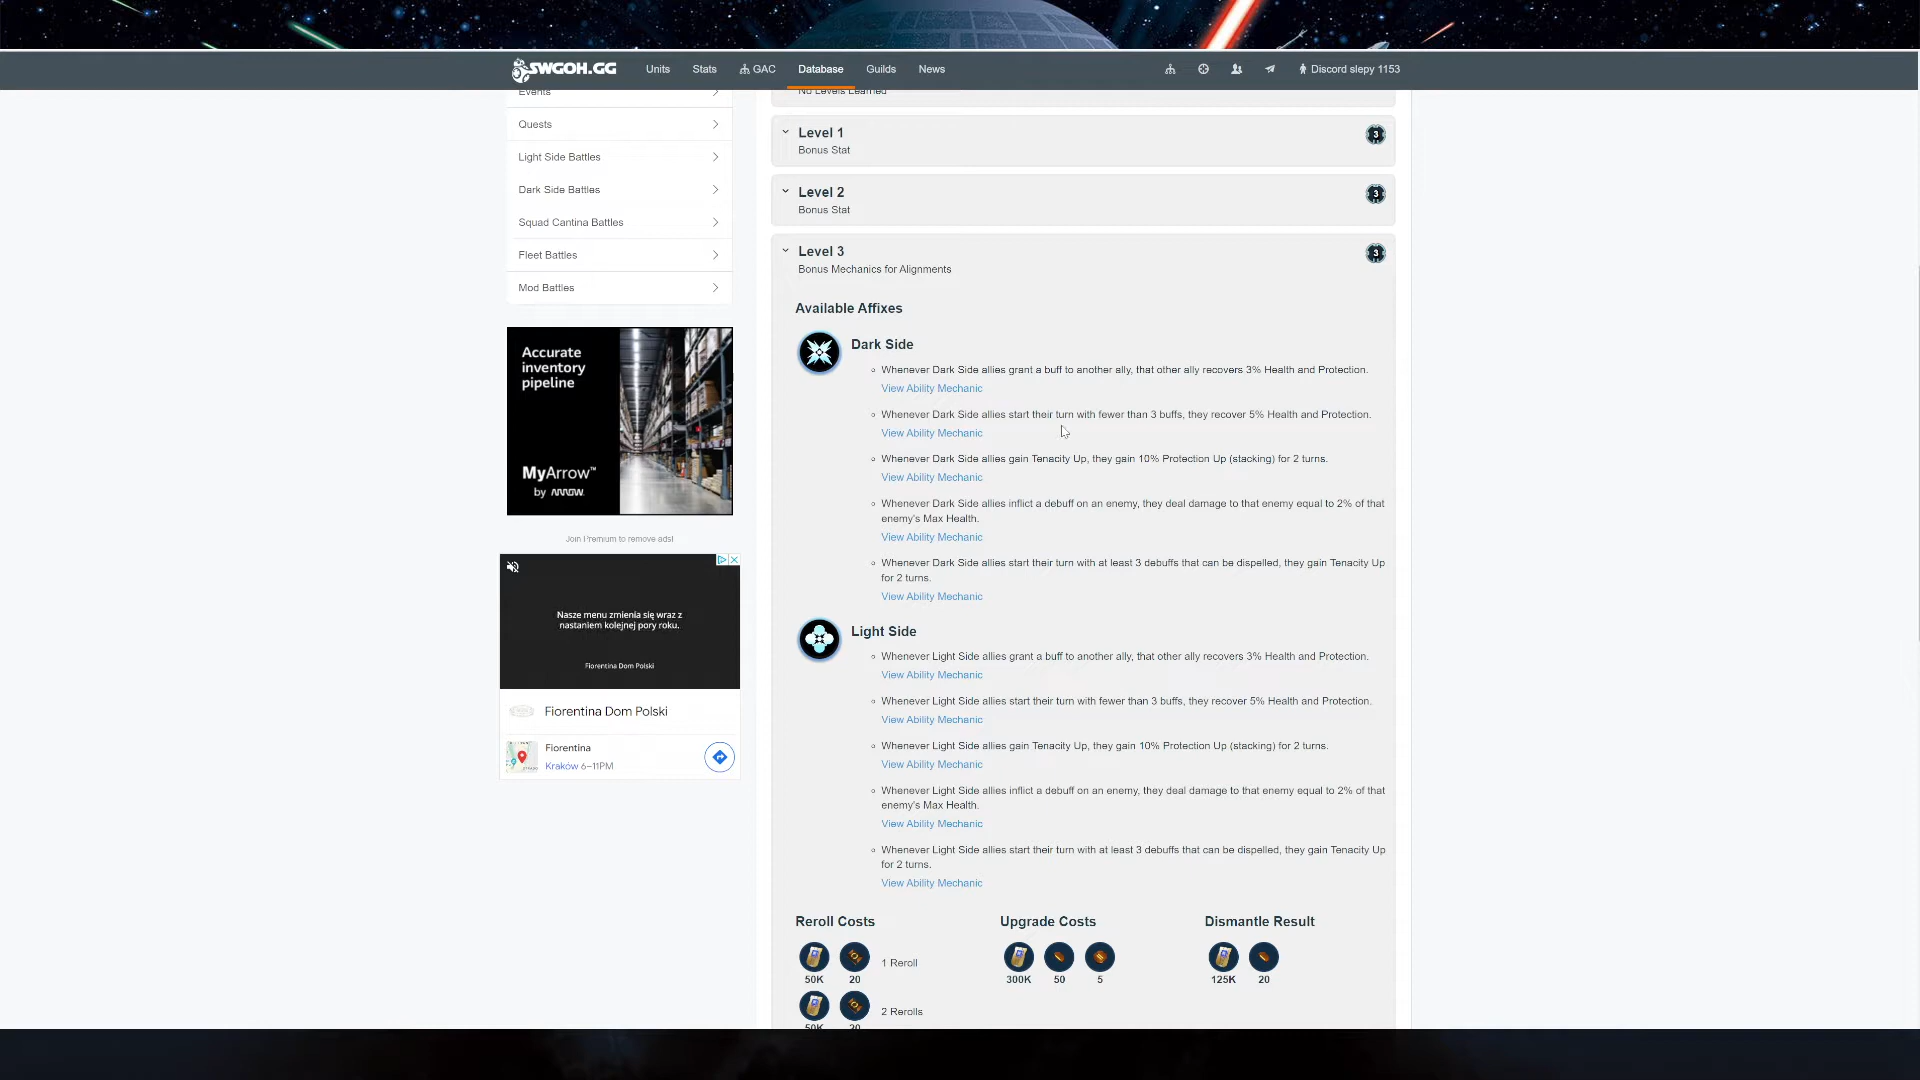 SWGOH.GG
Units
Stats
GAC
Database
Guilds
News
Discord slepy 1153
Events
Quests
Light Side Battles
Dark Side Battles
Squad Cantina Battles
Fleet Battles
Mod Battles
Accurate
inventory
pipeline
MyArrow™
by ARROW
Join Premium to remove ads!
Nasze menu zmienia się wraz z
nastaniem kolejnej pory roku.
Fiorentina Dom Polski
Fiorentina Dom Polski
Fiorentina
Kraków 6–11PM
No Levels Learned
Level 1
Bonus Stat
3
Level 2
Bonus Stat
3
Level 3
Bonus Mechanics for Alignments
3
Available Affixes
Dark Side
Whenever Dark Side allies grant a buff to another ally, that other ally recovers 3% Health and Protection.
View Ability Mechanic
Whenever Dark Side allies start their turn with fewer than 3 buffs, they recover 5% Health and Protection.
View Ability Mechanic
Whenever Dark Side allies gain Tenacity Up, they gain 10% Protection Up (stacking) for 2 turns.
View Ability Mechanic
Whenever Dark Side allies inflict a debuff on an enemy, they deal damage to that enemy equal to 2% of that
enemy's Max Health.
View Ability Mechanic
Whenever Dark Side allies start their turn with at least 3 debuffs that can be dispelled, they gain Tenacity Up
for 2 turns.
View Ability Mechanic
Light Side
Whenever Light Side allies grant a buff to another ally, that other ally recovers 3% Health and Protection.
View Ability Mechanic
Whenever Light Side allies start their turn with fewer than 3 buffs, they recover 5% Health and Protection.
View Ability Mechanic
Whenever Light Side allies gain Tenacity Up, they gain 10% Protection Up (stacking) for 2 turns.
View Ability Mechanic
Whenever Light Side allies inflict a debuff on an enemy, they deal damage to that enemy equal to 2% of that
enemy's Max Health.
View Ability Mechanic
Whenever Light Side allies start their turn with at least 3 debuffs that can be dispelled, they gain Tenacity Up
for 2 turns.
View Ability Mechanic
Reroll Costs
50K 20 1 Reroll
50K 20 2 Rerolls
Upgrade Costs
300K 50 5
Dismantle Result
125K 20